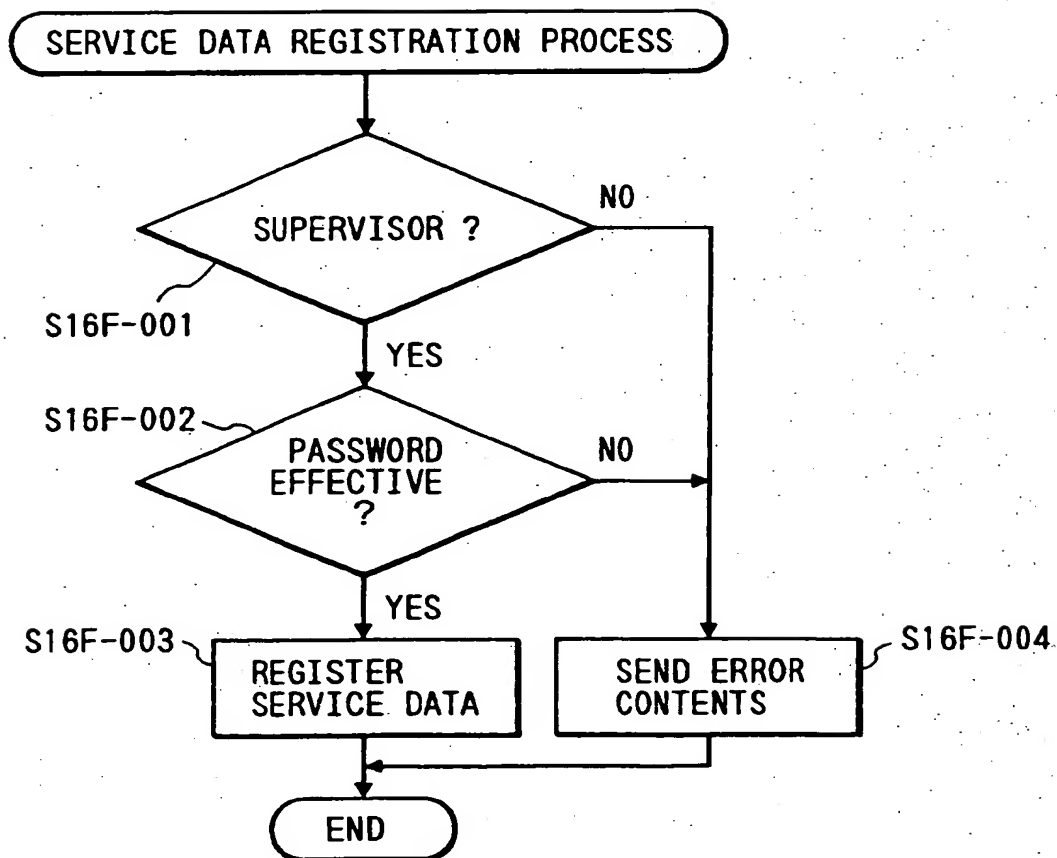 SERVICE DATA REGISTRATION PROCESS
SUPERVISOR ?
NO
S16F-001
YES
S16F-002
PASSWORD
EFFECTIVE
?
NO
YES
S16F-003
REGISTER
SERVICE DATA
SEND ERROR
CONTENTS
S16F-004
END